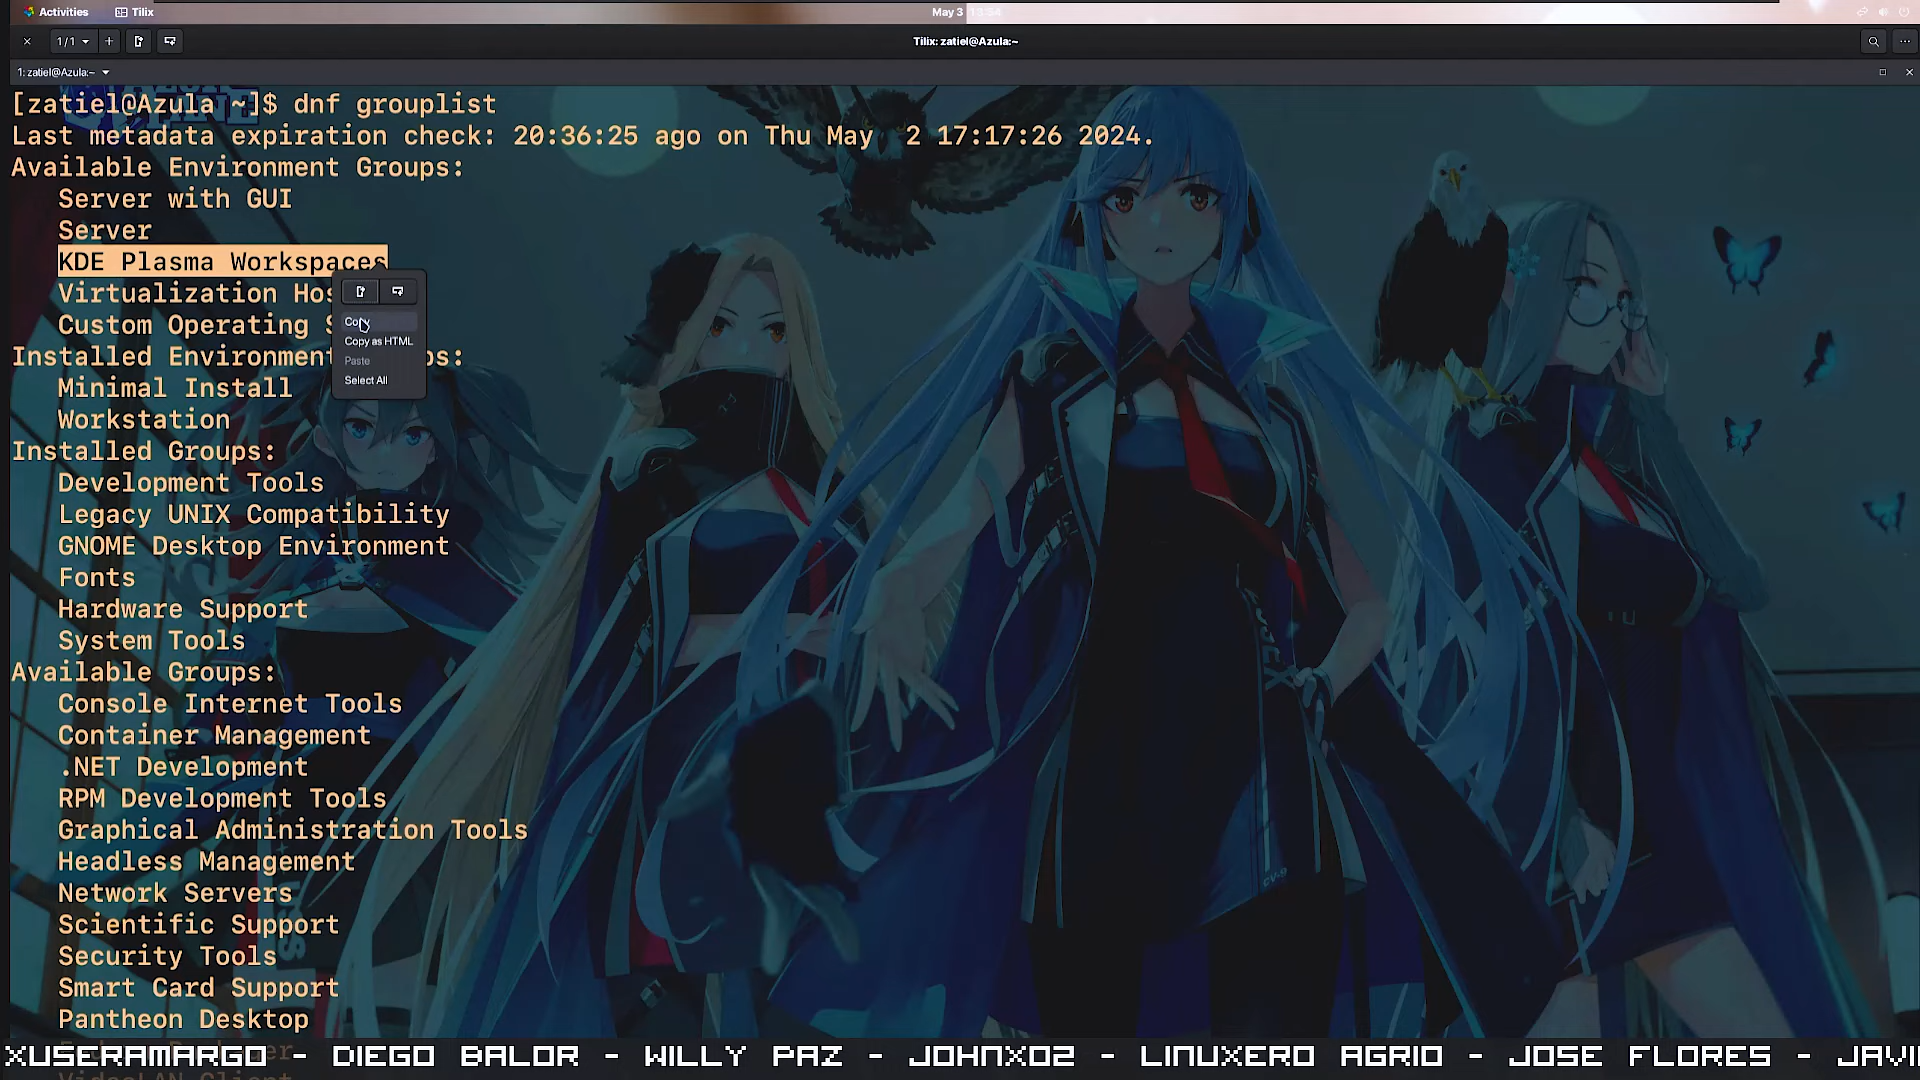 Activities Tilix May 3 13:54
1/1 Tilix: zatiel@Azula:~
1: zatiel@Azula:~
[zatiel@Azula ~]$ dnf grouplist
Last metadata expiration check: 20:36:25 ago on Thu May  2 17:17:26 2024.
Available Environment Groups:
Server with GUI
Server
KDE Plasma Workspaces
Virtualization Hos
Custom Operating S
Copy
Copy as HTML
Paste
Select All
Installed Environment ps:
Minimal Install
Workstation
Installed Groups:
Development Tools
Legacy UNIX Compatibility
GNOME Desktop Environment
Fonts
Hardware Support
System Tools
Available Groups:
Console Internet Tools
Container Management
.NET Development
RPM Development Tools
Graphical Administration Tools
Headless Management
Network Servers
Scientific Support
Security Tools
Smart Card Support
Pantheon Desktop
XUSERAMARGO - DIEGO BALOR - WILLY PAZ - JOHNX02 - LINUXERO AGRIO - JOSE FLORES - JAVI
VideoLAN Client